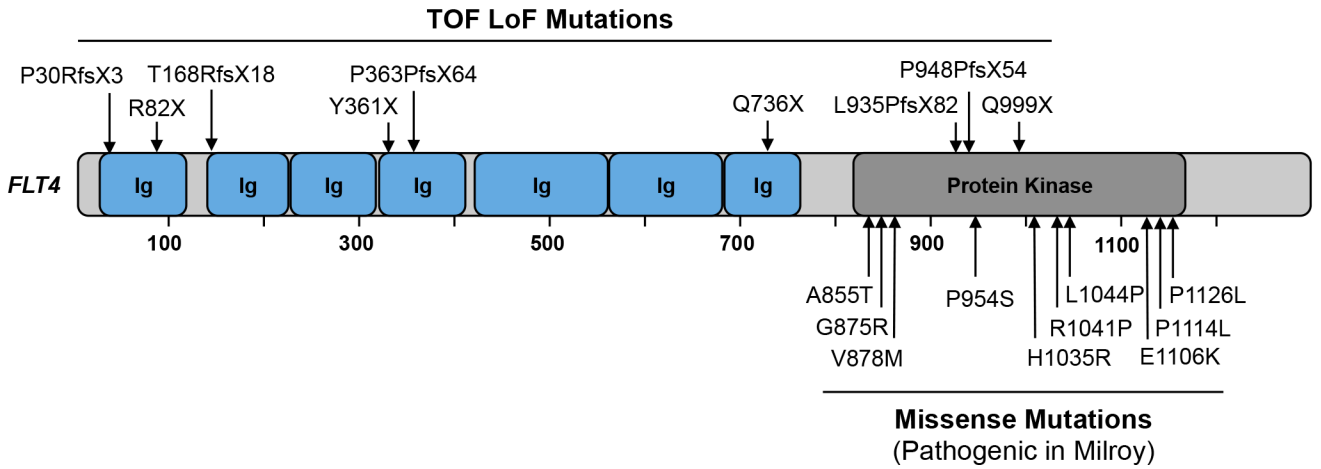 TOF LoF Mutations
P30RfsX3
T168RfsX18
P363PfsX64
P948PfsX54
R82X
Y361X
Q736X
L935PfsX82
Q999X
FLT4
Ig
Ig
Ig
Ig
Ig
Ig
Ig
Protein Kinase
100
300
500
700
900
1100
A855T
P954S
L1044P
P1126L
G875R
R1041P
P1114L
V878M
H1035R
E1106K
Missense Mutations
(Pathogenic in Milroy)